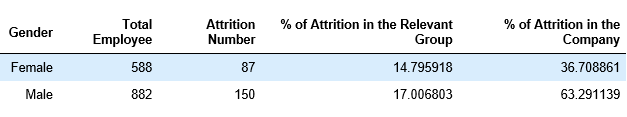 Gender Total Employee Attrition Number % of Attrition in the Relevant Group % of Attrition in the Company
Female 588 87 14.795918 36.708861
Male 882 150 17.006803 63.291139